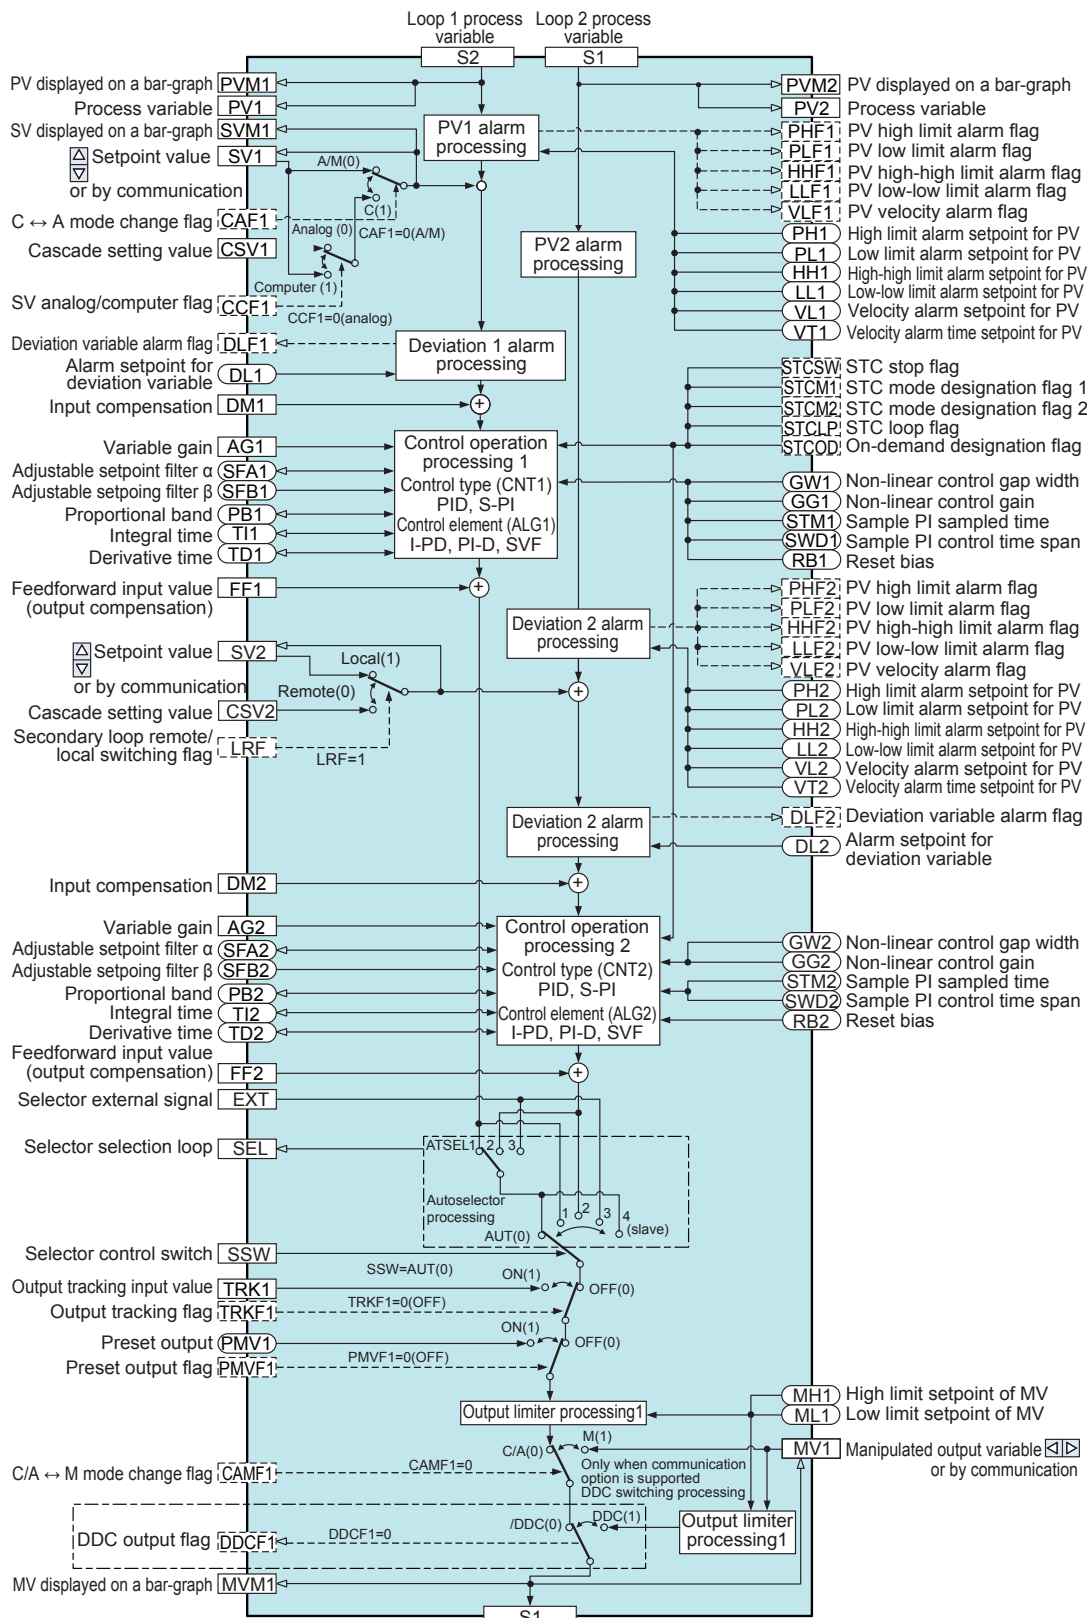 Loop 1 process
variable
Loop 2 process
variable
S2
S1
PV displayed on a bar-graph PVM1
Process variable PV1
SV displayed on a bar-graph SVM1
Setpoint value SV1
or by communication
C ↔ A mode change flag CAF1
Cascade setting value CSV1
SV analog/computer flag CCF1
Deviation variable alarm flag DLF1
Alarm setpoint for
deviation variable DL1
Input compensation DM1
Variable gain AG1
Adjustable setpoint filter α SFA1
Adjustable setpoing filter β SFB1
Proportional band PB1
Integral time TI1
Derivative time TD1
Feedforward input value
(output compensation) FF1
Setpoint value SV2
or by communication
Cascade setting value CSV2
Secondary loop remote/
local switching flag LRF
Input compensation DM2
Variable gain AG2
Adjustable setpoint filter α SFA2
Adjustable setpoing filter β SFB2
Proportional band PB2
Integral time TI2
Derivative time TD2
Feedforward input value
(output compensation) FF2
Selector external signal EXT
Selector selection loop SEL
Selector control switch SSW
Output tracking input value TRK1
Output tracking flag TRKF1
Preset output PMV1
Preset output flag PMVF1
C/A ↔ M mode change flag CAMF1
DDC output flag DDCF1
MV displayed on a bar-graph MVM1
PV1 alarm
processing
A/M(0)
C(1)
Analog (0)
CAF1=0(A/M)
Computer (1)
CCF1=0(analog)
PV2 alarm
processing
Deviation 1 alarm
processing
+
Control operation
processing 1
Control type (CNT1)
PID, S-PI
Control element (ALG1)
I-PD, PI-D, SVF
+
Deviation 2 alarm
processing
Local(1)
Remote(0)
LRF=1
+
Deviation 2 alarm
processing
+
Control operation
processing 2
Control type (CNT2)
PID, S-PI
Control element (ALG2)
I-PD, PI-D, SVF
+
ATSEL1 2 3
Autoselector
processing
1 2 3 4
(slave)
AUT(0)
SSW=AUT(0)
ON(1)
OFF(0)
TRKF1=0(OFF)
ON(1)
OFF(0)
PMVF1=0(OFF)
Output limiter processing1
C/A(0)
M(1)
CAMF1=0
Only when communication
option is supported
DDC switching processing
/DDC(0)
DDC(1)
DDCF1=0
Output limiter
processing1
S1
PVM2 PV displayed on a bar-graph
PV2 Process variable
PHF1 PV high limit alarm flag
PLF1 PV low limit alarm flag
HHF1 PV high-high limit alarm flag
LLF1 PV low-low limit alarm flag
VLF1 PV velocity alarm flag
PH1 High limit alarm setpoint for PV
PL1 Low limit alarm setpoint for PV
HH1 High-high limit alarm setpoint for PV
LL1 Low-low limit alarm setpoint for PV
VL1 Velocity alarm setpoint for PV
VT1 Velocity alarm time setpoint for PV
STCSW STC stop flag
STCM1 STC mode designation flag 1
STCM2 STC mode designation flag 2
STCLP STC loop flag
STCOD On-demand designation flag
GW1 Non-linear control gap width
GG1 Non-linear control gain
STM1 Sample PI sampled time
SWD1 Sample PI control time span
RB1 Reset bias
PHF2 PV high limit alarm flag
PLF2 PV low limit alarm flag
HHF2 PV high-high limit alarm flag
LLF2 PV low-low limit alarm flag
VLF2 PV velocity alarm flag
PH2 High limit alarm setpoint for PV
PL2 Low limit alarm setpoint for PV
HH2 High-high limit alarm setpoint for PV
LL2 Low-low limit alarm setpoint for PV
VL2 Velocity alarm setpoint for PV
VT2 Velocity alarm time setpoint for PV
DLF2 Deviation variable alarm flag
DL2 Alarm setpoint for
deviation variable
GW2 Non-linear control gap width
GG2 Non-linear control gain
STM2 Sample PI sampled time
SWD2 Sample PI control time span
RB2 Reset bias
MH1 High limit setpoint of MV
ML1 Low limit setpoint of MV
MV1 Manipulated output variable
or by communication